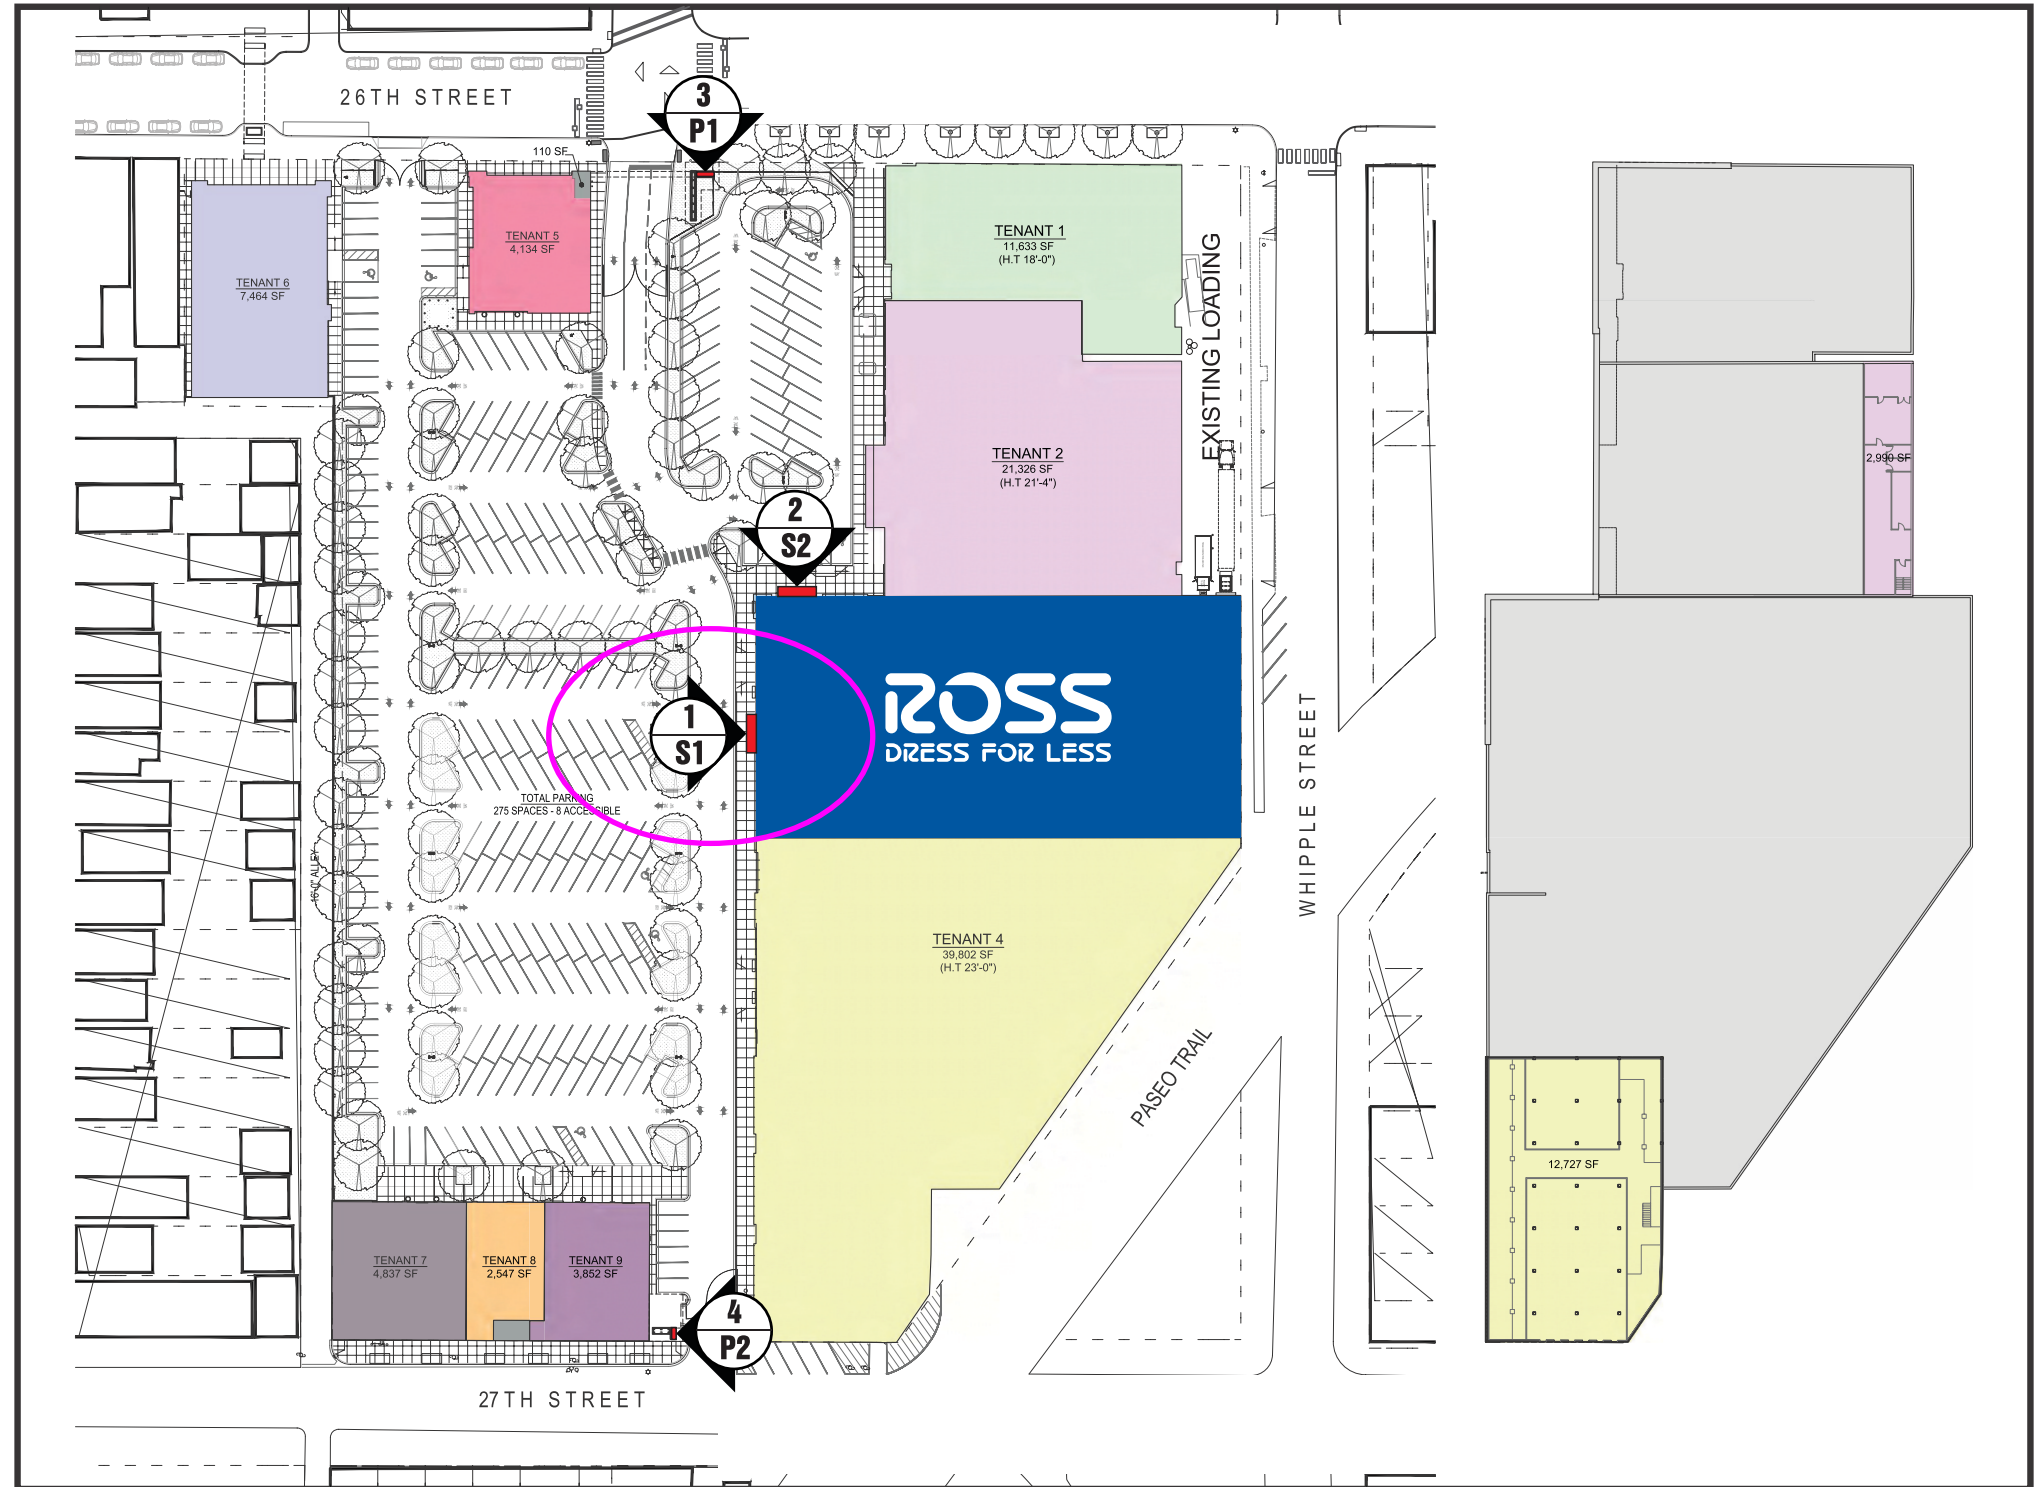 26TH STREET
3
P1
110 SF
TENANT 5
4,134 SF
TENANT 6
7,464 SF
TENANT 1
11,633 SF
(H.T 18'-0")
EXISTING LOADING
TENANT 2
21,326 SF
(H.T 21'-4")
2,990 SF
2
S2
1
S1
ROSS
DRESS FOR LESS
WHIPPLE STREET
TOTAL PARKING
275 SPACES - 8 ACCESSIBLE
16'-0" ALLEY
TENANT 4
39,802 SF
(H.T 23'-0")
PASEO TRAIL
12,727 SF
TENANT 7
4,837 SF
TENANT 8
2,547 SF
TENANT 9
3,852 SF
4
P2
27TH STREET